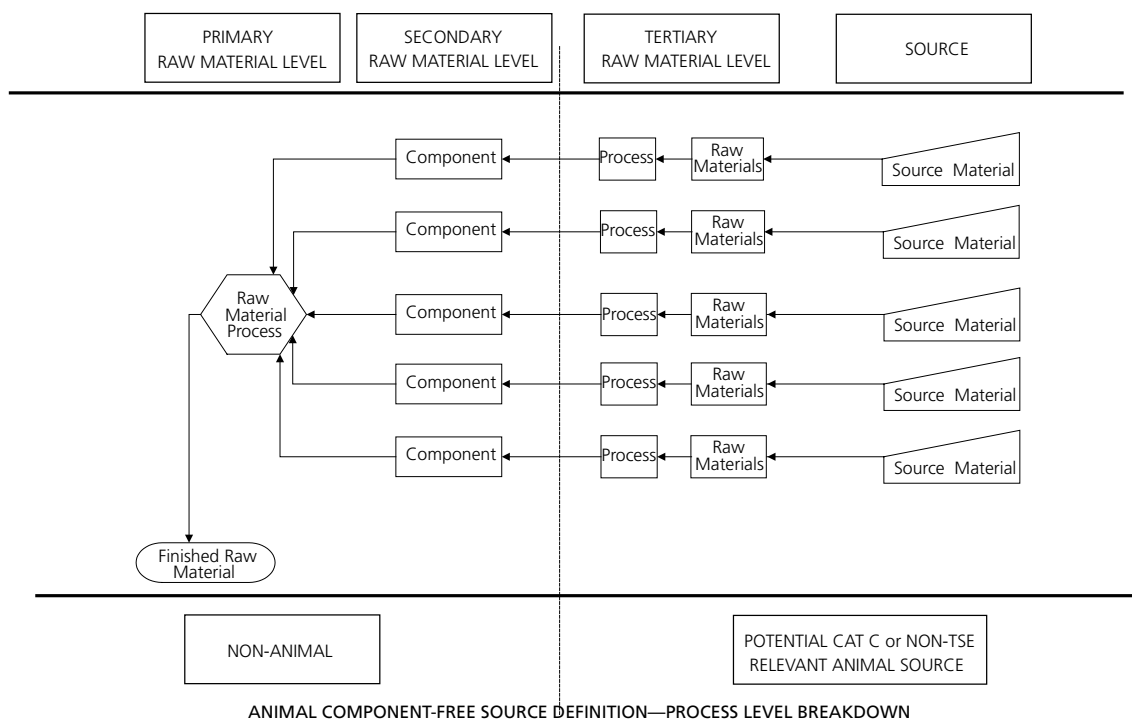 PRIMARY
RAW MATERIAL LEVEL
SECONDARY
RAW MATERIAL LEVEL
TERTIARY
RAW MATERIAL LEVEL
SOURCE
Component
Process
Raw
Materials
Source Material
Component
Process
Raw
Materials
Source Material
Raw
Material
Process
Component
Process
Raw
Materials
Source Material
Component
Process
Raw
Materials
Source Material
Component
Process
Raw
Materials
Source Material
Finished Raw
Material
NON-ANIMAL
POTENTIAL CAT C or NON-TSE
RELEVANT ANIMAL SOURCE
ANIMAL COMPONENT-FREE SOURCE DEFINITION—PROCESS LEVEL BREAKDOWN